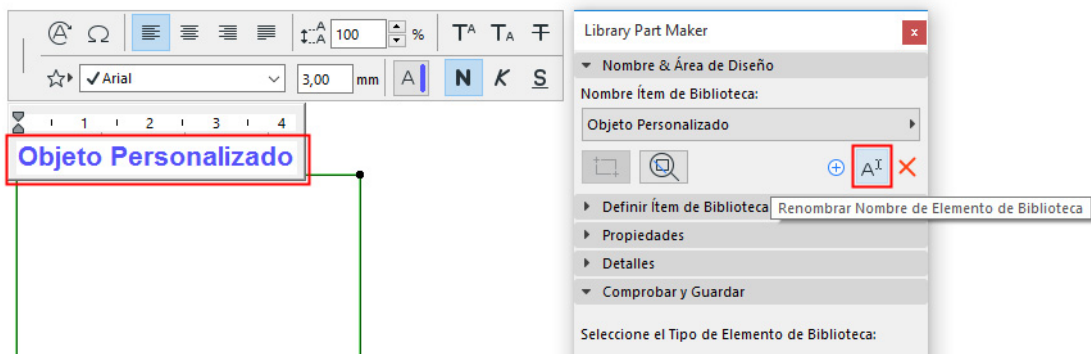 100 %
Tᴬ Tᴀ T
Arial
3,00 mm A N K S
1 2 3 4
Objeto Personalizado
Library Part Maker
x
Nombre & Área de Diseño
Nombre Ítem de Biblioteca:
Objeto Personalizado
Definir Ítem de Biblioteca
Renombrar Nombre de Elemento de Biblioteca
Propiedades
Detalles
Comprobar y Guardar
Seleccione el Tipo de Elemento de Biblioteca: